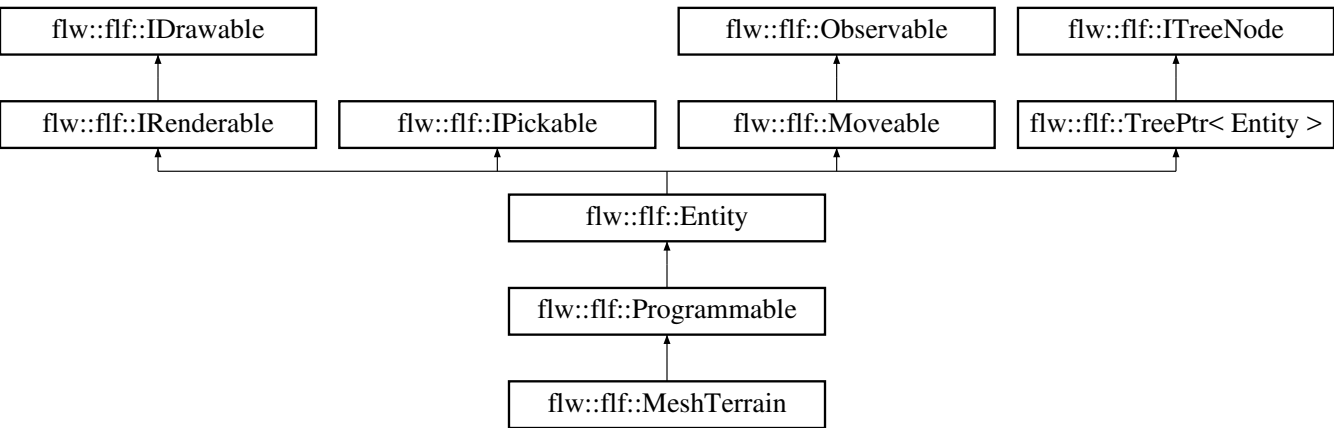 flw::flf::IDrawable
flw::flf::Observable
flw::flf::ITreeNode
flw::flf::IRenderable
flw::flf::IPickable
flw::flf::Moveable
flw::flf::TreePtr< Entity >
flw::flf::Entity
flw::flf::Programmable
flw::flf::MeshTerrain